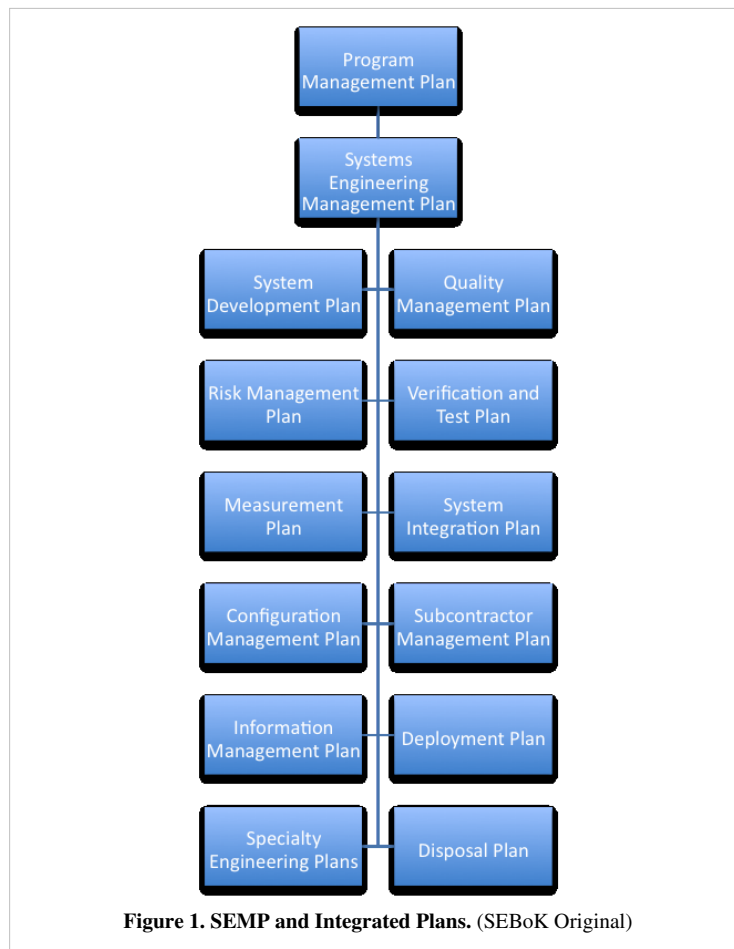 Program
Management Plan
Systems
Engineering
Management Plan
System
Development Plan
Quality
Management Plan
Risk Management
Plan
Verification and
Test Plan
Measurement
Plan
System
Integration Plan
Configuration
Management Plan
Subcontractor
Management Plan
Information
Management Plan
Deployment Plan
Specialty
Engineering Plans
Disposal Plan
Figure 1. SEMP and Integrated Plans. (SEBoK Original)